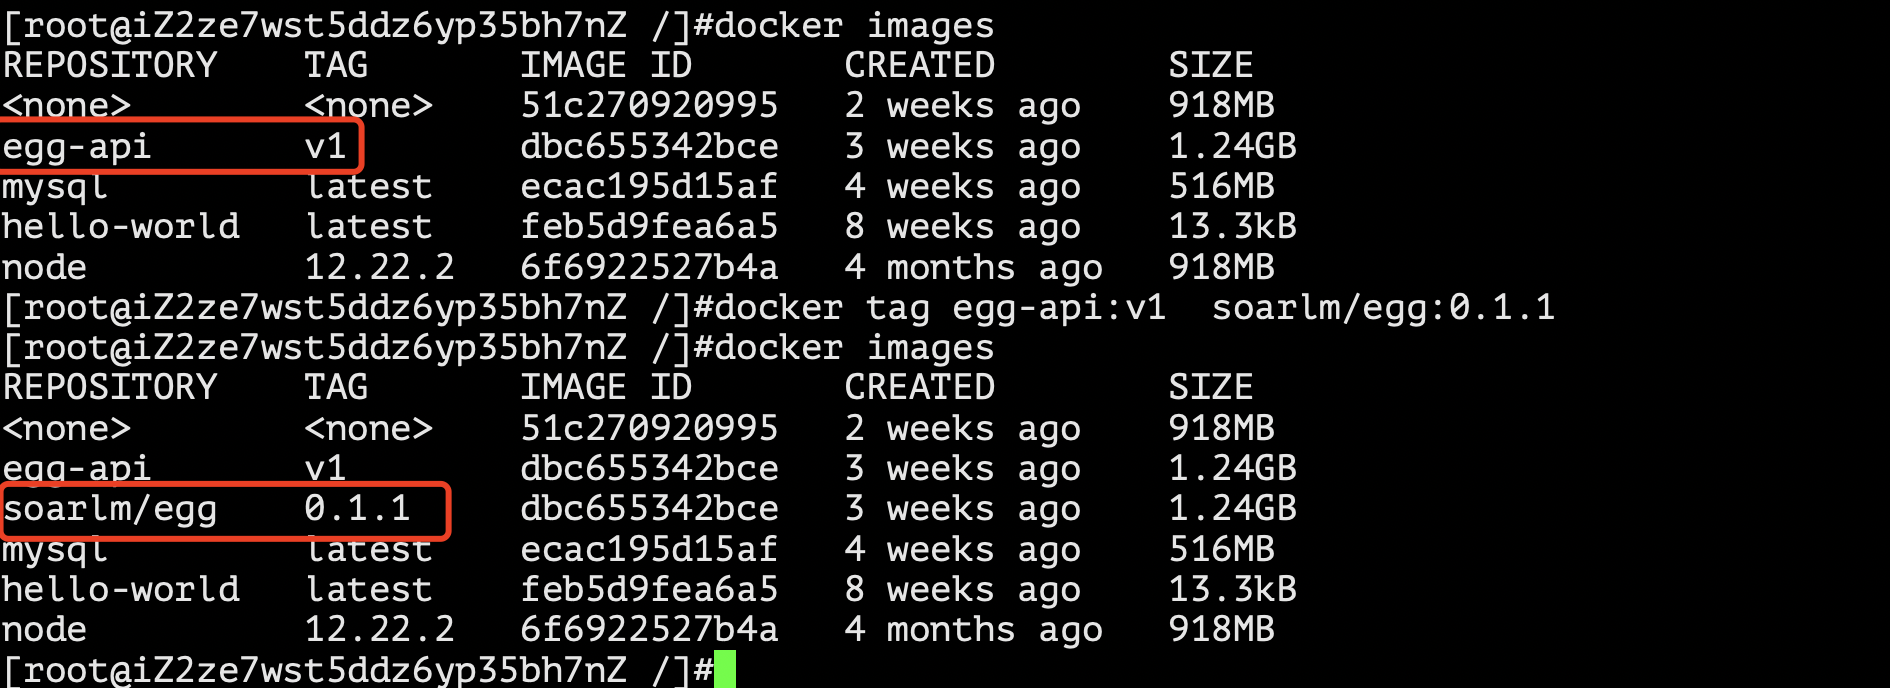 [root@iZ2ze7wst5ddz6yp35bh7nZ /]#docker images
REPOSITORY    TAG       IMAGE ID       CREATED        SIZE
<none>        <none>    51c270920995   2 weeks ago    918MB
egg-api       v1        dbc655342bce   3 weeks ago    1.24GB
mysql         latest    ecac195d15af   4 weeks ago    516MB
hello-world   latest    feb5d9fea6a5   8 weeks ago    13.3kB
node          12.22.2   6f6922527b4a   4 months ago   918MB
[root@iZ2ze7wst5ddz6yp35bh7nZ /]#docker tag egg-api:v1  soarlm/egg:0.1.1
[root@iZ2ze7wst5ddz6yp35bh7nZ /]#docker images
REPOSITORY    TAG       IMAGE ID       CREATED        SIZE
<none>        <none>    51c270920995   2 weeks ago    918MB
egg-api       v1        dbc655342bce   3 weeks ago    1.24GB
soarlm/egg    0.1.1     dbc655342bce   3 weeks ago    1.24GB
mysql         latest    ecac195d15af   4 weeks ago    516MB
hello-world   latest    feb5d9fea6a5   8 weeks ago    13.3kB
node          12.22.2   6f6922527b4a   4 months ago   918MB
[root@iZ2ze7wst5ddz6yp35bh7nZ /]#